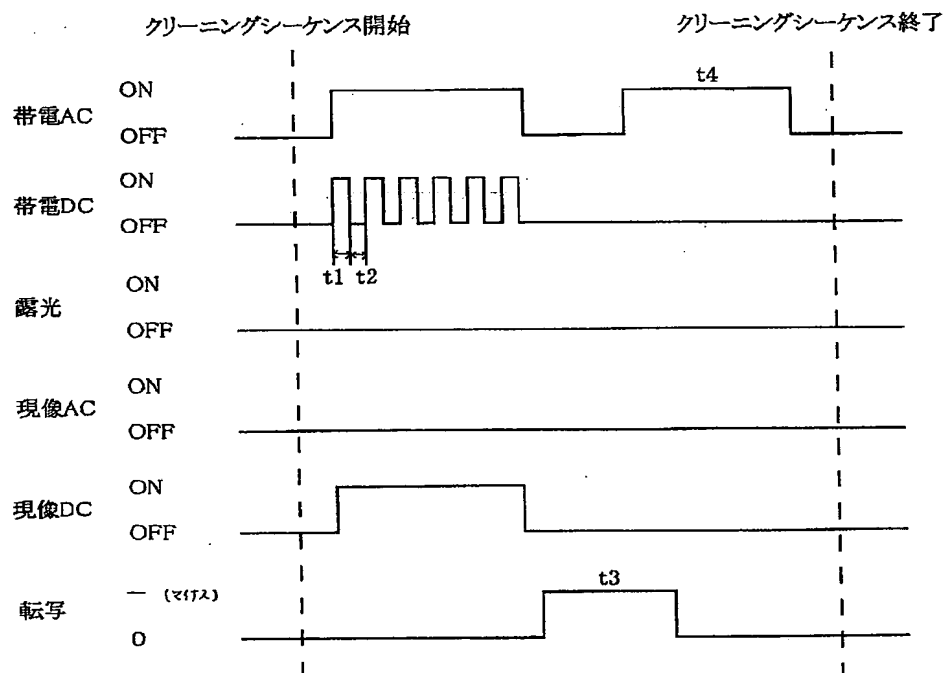 クリーニングシーケンス開始
クリーニングシーケンス終了
帯電AC
ON
OFF
t4
帯電DC
ON
OFF
t1
t2
露光
ON
OFF
現像AC
ON
OFF
現像DC
ON
OFF
転写
— (マイナス)
0
t3